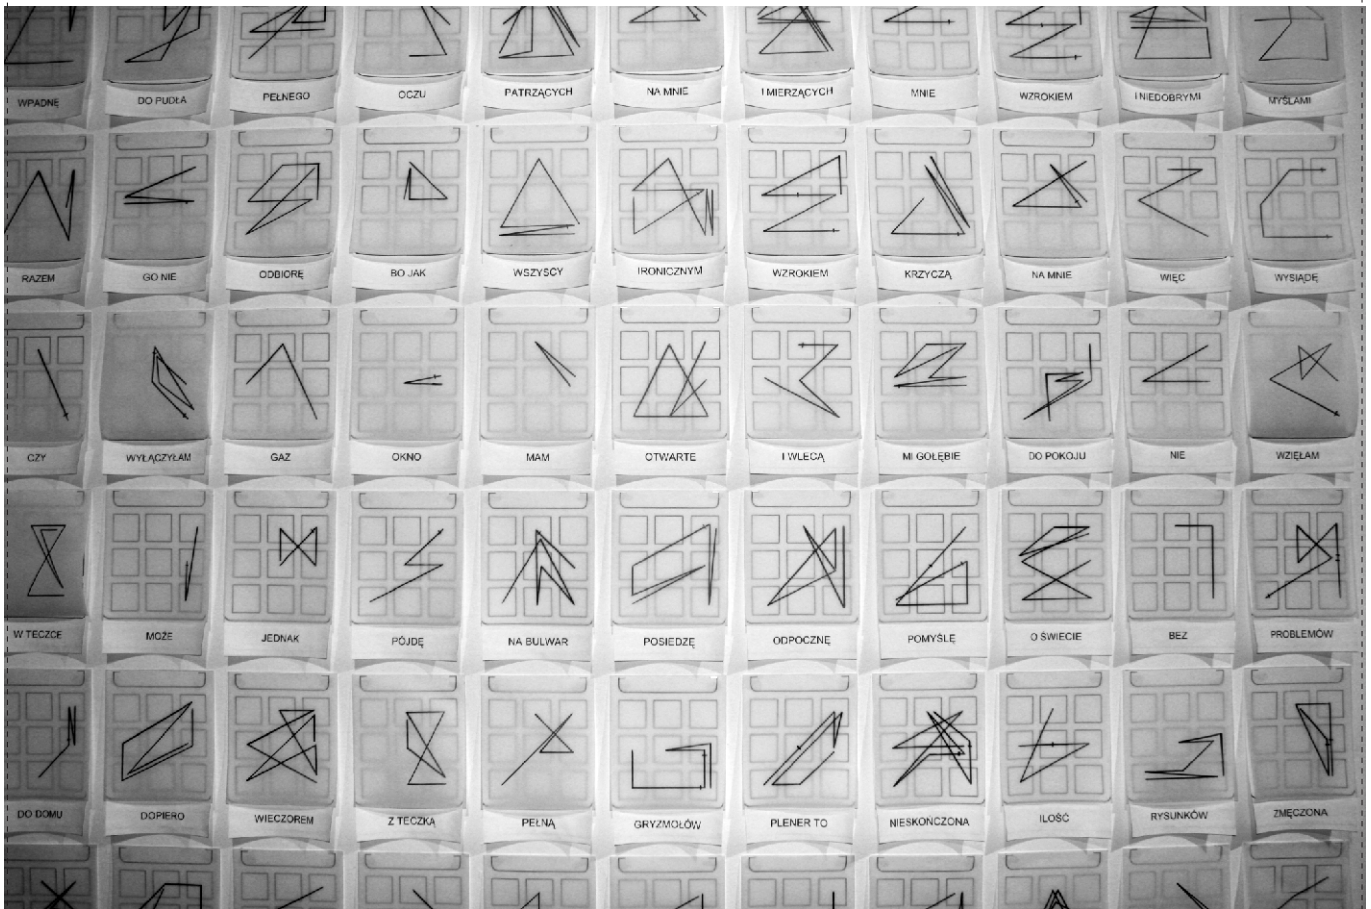 WPADNĘ DO PUDŁA PEŁNEGO OCZU PATRZĄCYCH NA MNIE I MIERZĄCYCH MNIE WZROKIEM I NIEDOBRYMI MYŚLAMI
RAZEM GO NIE ODBIORĘ BO JAK WSZYSCY IRONICZNYM WZROKIEM KRZYCZĄ NA MNIE WIĘC WYSIĄDĘ
CZY WYŁĄCZYŁAM GAZ OKNO MAM OTWARTE I WLECĄ MI GOŁĘBIE DO POKOJU NIE WZIĘŁAM
W TECZCE MOŻE JEDNAK PÓJDĘ NA BULWAR POSIEDZĘ ODPOCZNĘ POMYŚLĘ O ŚWIECIE BEZ PROBLEMÓW
DO DOMU DOPIERO WIECZOREM Z TECZKĄ PEŁNĄ GRYZMOŁÓW PLENER TO NIESKOŃCZONA ILOŚĆ RYSUNKÓW ZMĘCZONA